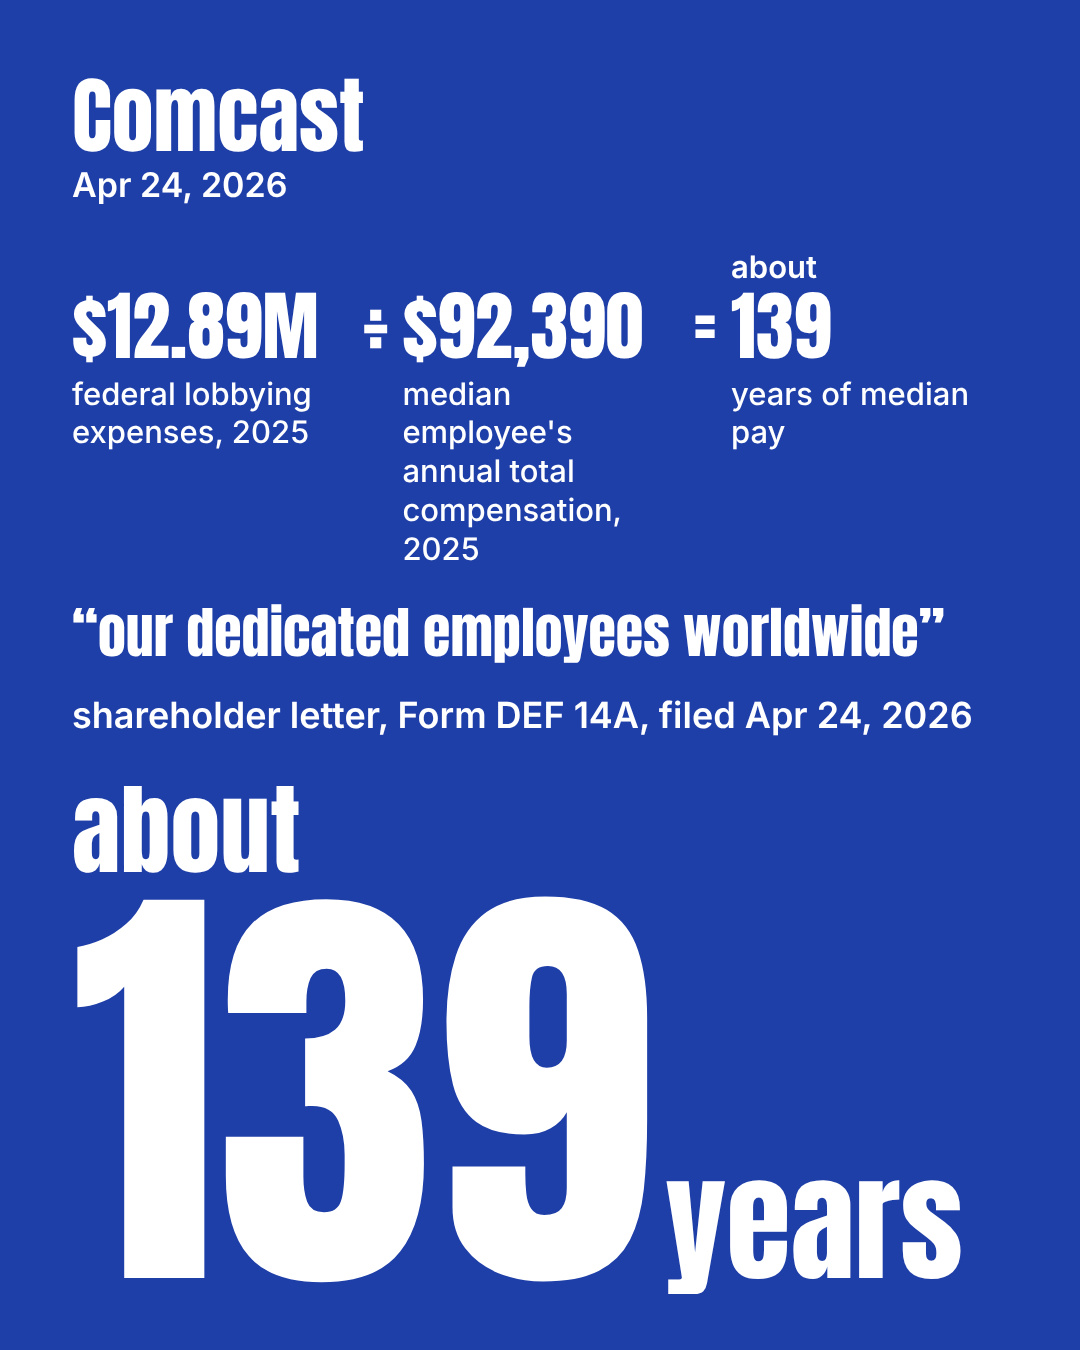 Comcast
Apr 24, 2026
$12.89M ÷ $92,390 = about 139
federal lobbying
expenses, 2025
median
employee's
annual total
compensation,
2025
years of median
pay
“our dedicated employees worldwide”
shareholder letter, Form DEF 14A, filed Apr 24, 2026
about
139 years